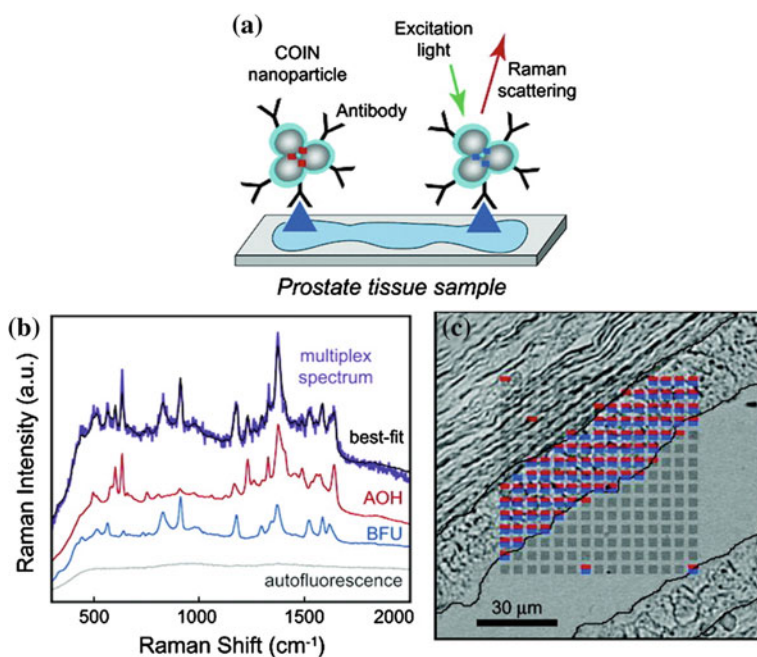 (a)
COIN
nanoparticle
Antibody
Excitation
light
Raman
scattering
Prostate tissue sample
(b)
multiplex
spectrum
best-fit
AOH
BFU
autofluorescence
Raman Intensity (a.u.)
500 1000 1500 2000
Raman Shift (cm⁻¹)
(c)
30 μm